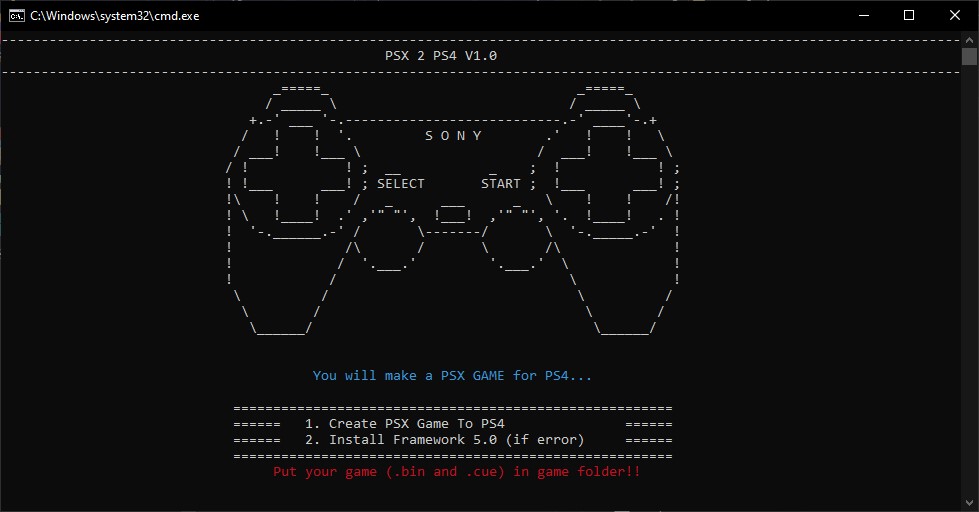 C:\Windows\system32\cmd.exe
PSX 2 PS4 V1.0
S O N Y
SELECT START
You will make a PSX GAME for PS4...
1. Create PSX Game To PS4
2. Install Framework 5.0 (if error)
Put your game (.bin and .cue) in game folder!!